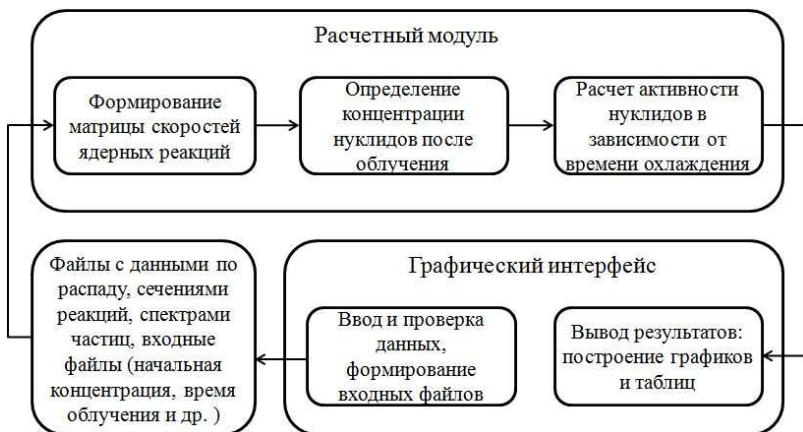 Расчетный модуль
Формирование
матрицы скоростей
ядерных реакций
Определение
концентрации
нуклидов после
облучения
Расчет активности
нуклидов в
зависимости от
времени охлаждения
Файлы с данными по
распаду, сечениями
реакций, спектрами
частиц, входные
файлы (начальная
концентрация, время
облучения и др. )
Графический интерфейс
Ввод и проверка
данных,
формирование
входных файлов
Вывод результатов:
построение графиков
и таблиц